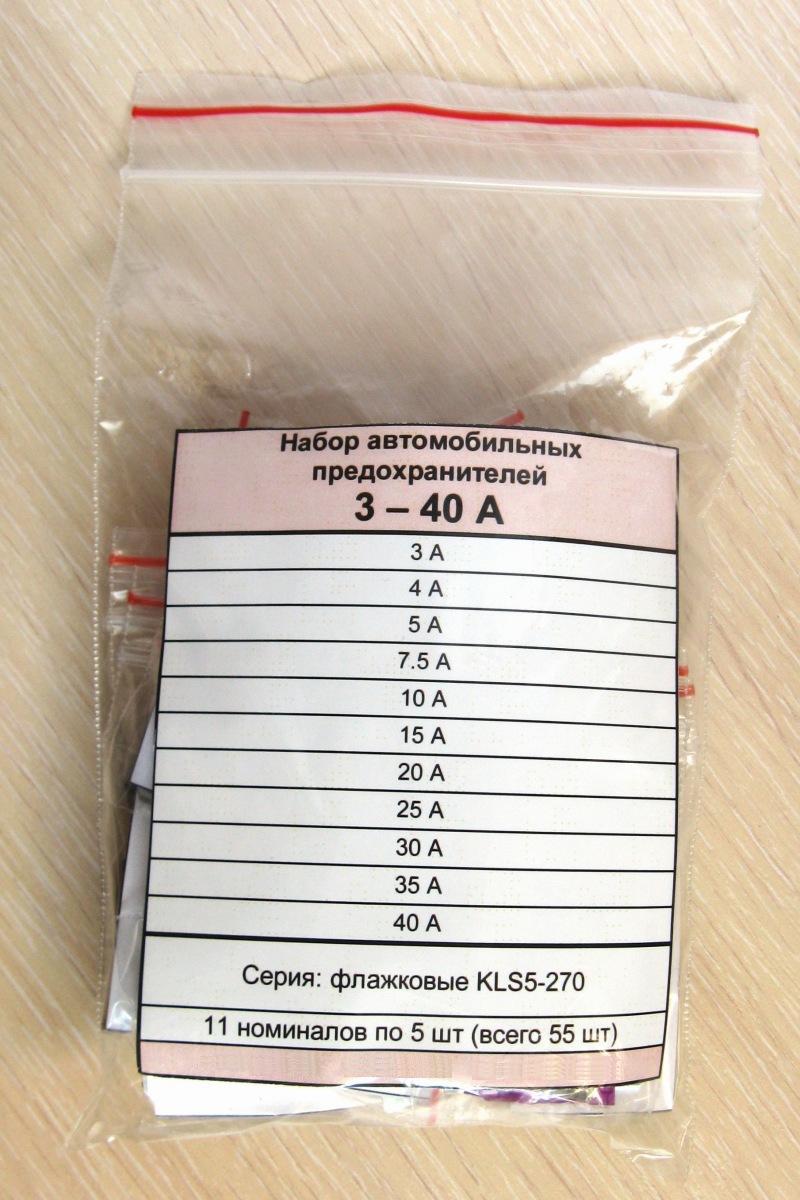 Набор автомобильных
предохранителей
3 – 40 А
3 А
4 А
5 А
7.5 А
10 А
15 А
20 А
25 А
30 А
35 А
40 А
Серия: флажковые KLS5-270
11 номиналов по 5 шт (всего 55 шт)